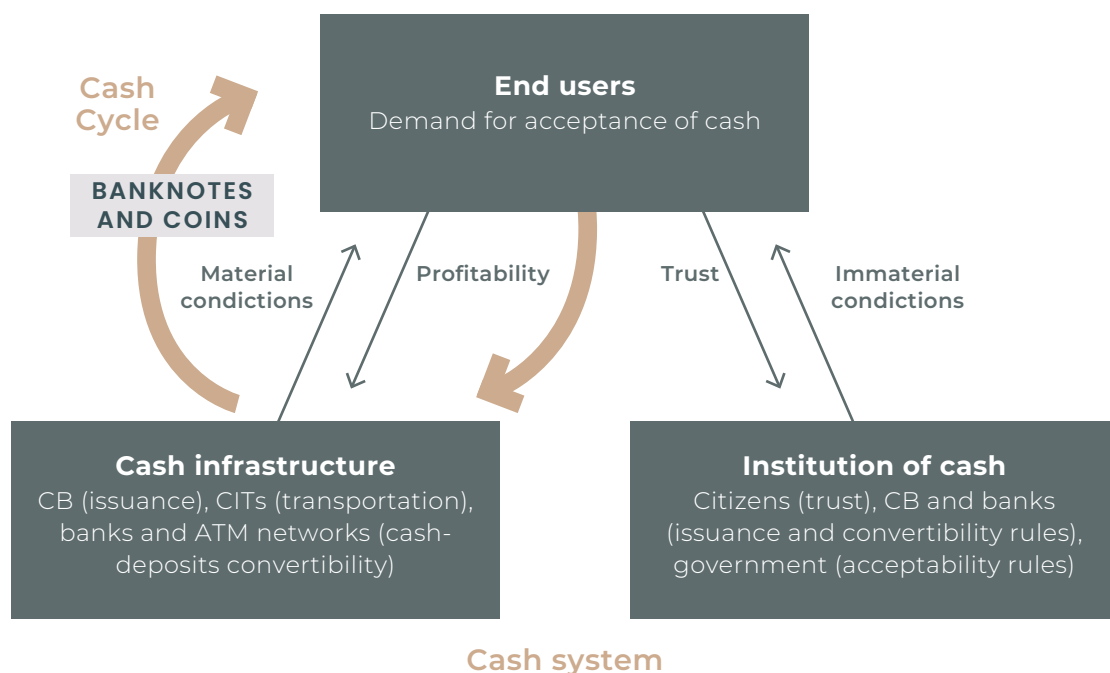 End users
Demand for acceptance of cash
Cash
Cycle
BANKNOTES
AND COINS
Material
condictions
Profitability
Trust
Immaterial
condictions
Cash infrastructure
CB (issuance), CITs (transportation),
banks and ATM networks (cash-
deposits convertibility)
Institution of cash
Citizens (trust), CB and banks
(issuance and convertibility rules),
government (acceptability rules)
Cash system